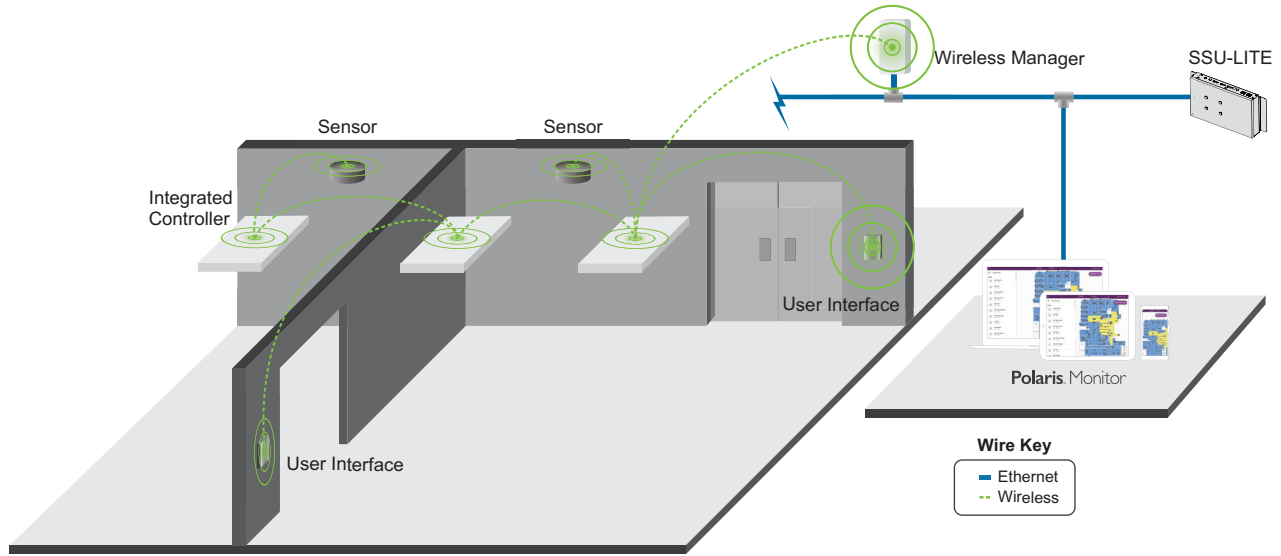 Wireless Manager
SSU-LITE
Sensor
Sensor
Integrated
Controller
User Interface
Polaris. Monitor
User Interface
Wire Key
Ethernet
Wireless